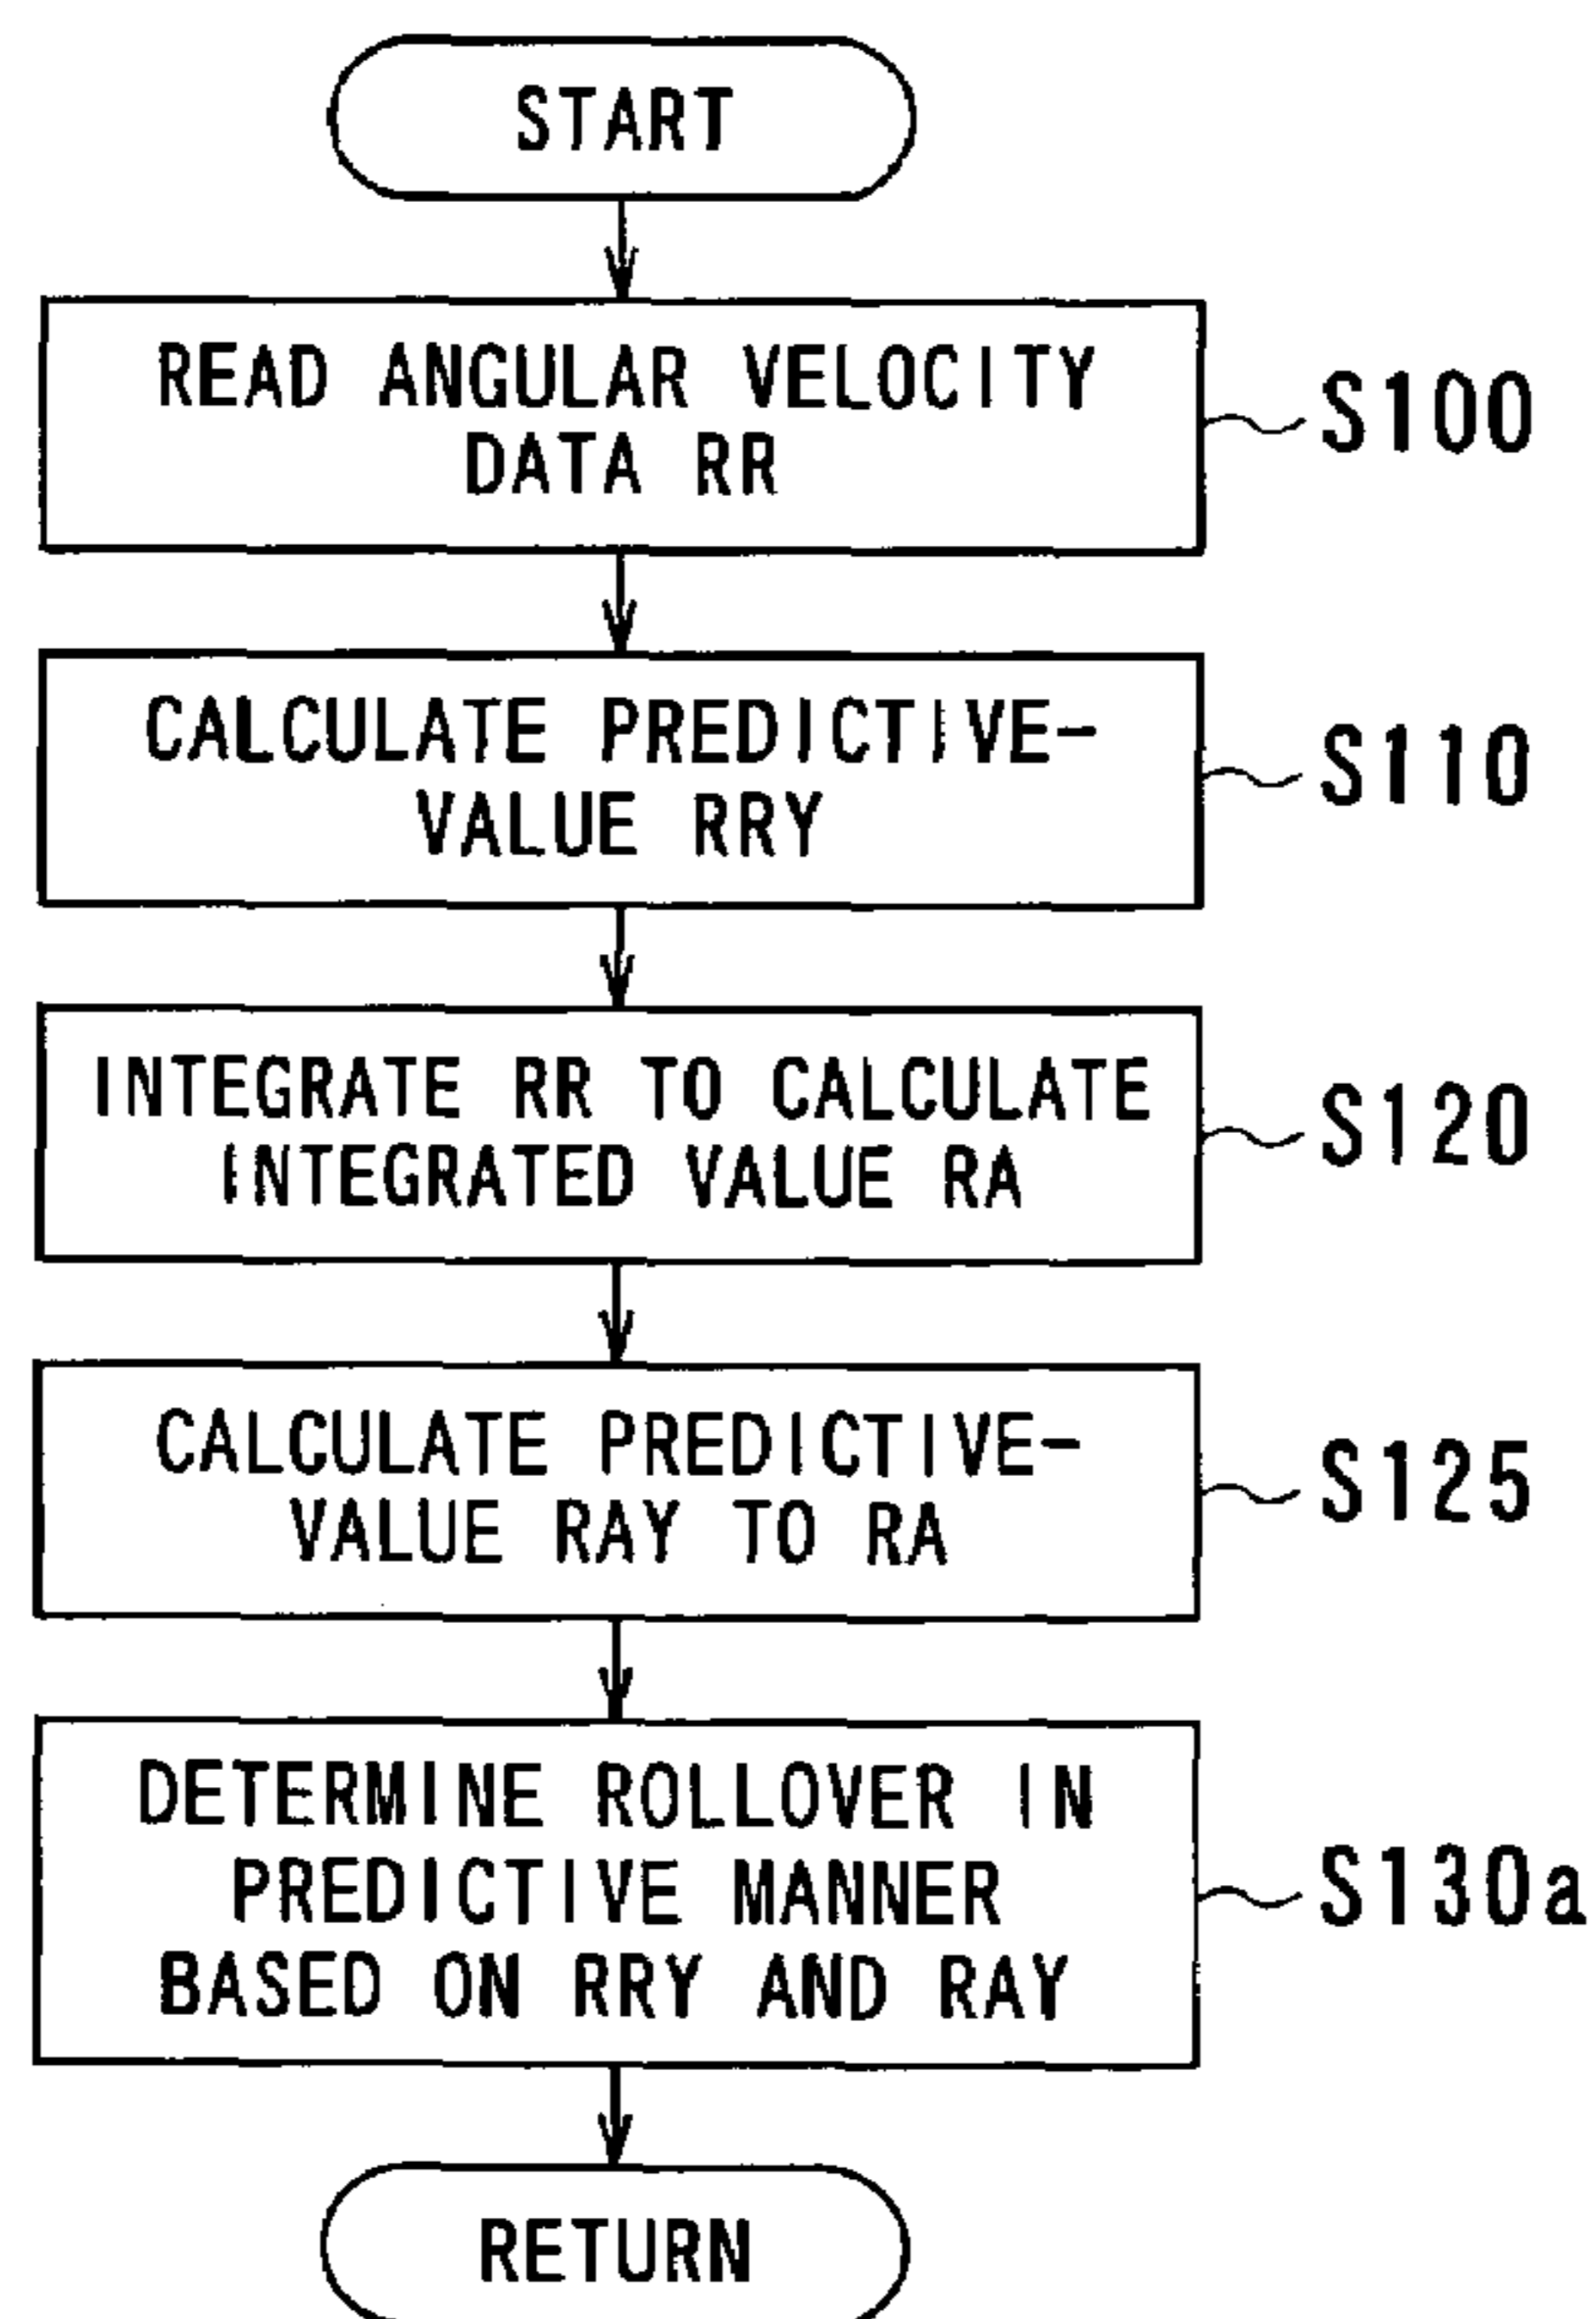 START
READ ANGULAR VELOCITY
DATA RR
S100
CALCULATE PREDICTIVE-
VALUE RRY
S110
INTEGRATE RR TO CALCULATE
INTEGRATED VALUE RA
S120
CALCULATE PREDICTIVE-
VALUE RAY TO RA
S125
DETERMINE ROLLOVER IN
PREDICTIVE MANNER
BASED ON RRY AND RAY
S130a
RETURN